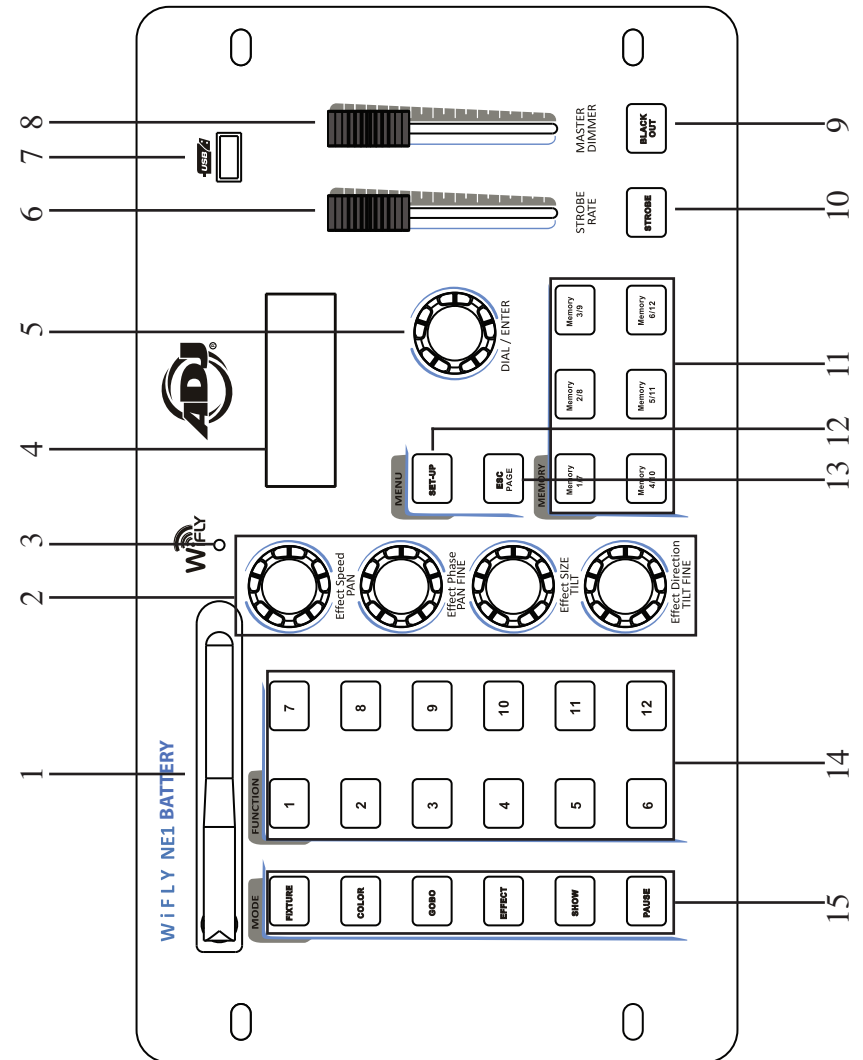 WiFLY NE1 BATTERY
1
2
3
4
5
6
7
8
WiFLY
ADJ
®
USB
MODE
FIXTURE
COLOR
GOBO
EFFECT
SHOW
PAUSE
FUNCTION
1
7
2
8
3
9
4
10
5
11
6
12
Effect Speed
PAN
Effect Phase
PAN FINE
Effect SIZE
TILT
Effect Direction
TILT FINE
MENU
SET-UP
ESC
PAGE
DIAL / ENTER
MEMORY
Memory
1/7
Memory
2/8
Memory
3/9
Memory
4/10
Memory
5/11
Memory
6/12
STROBE
RATE
MASTER
DIMMER
STROBE
BLACK
OUT
15
14
13
12
11
10
9